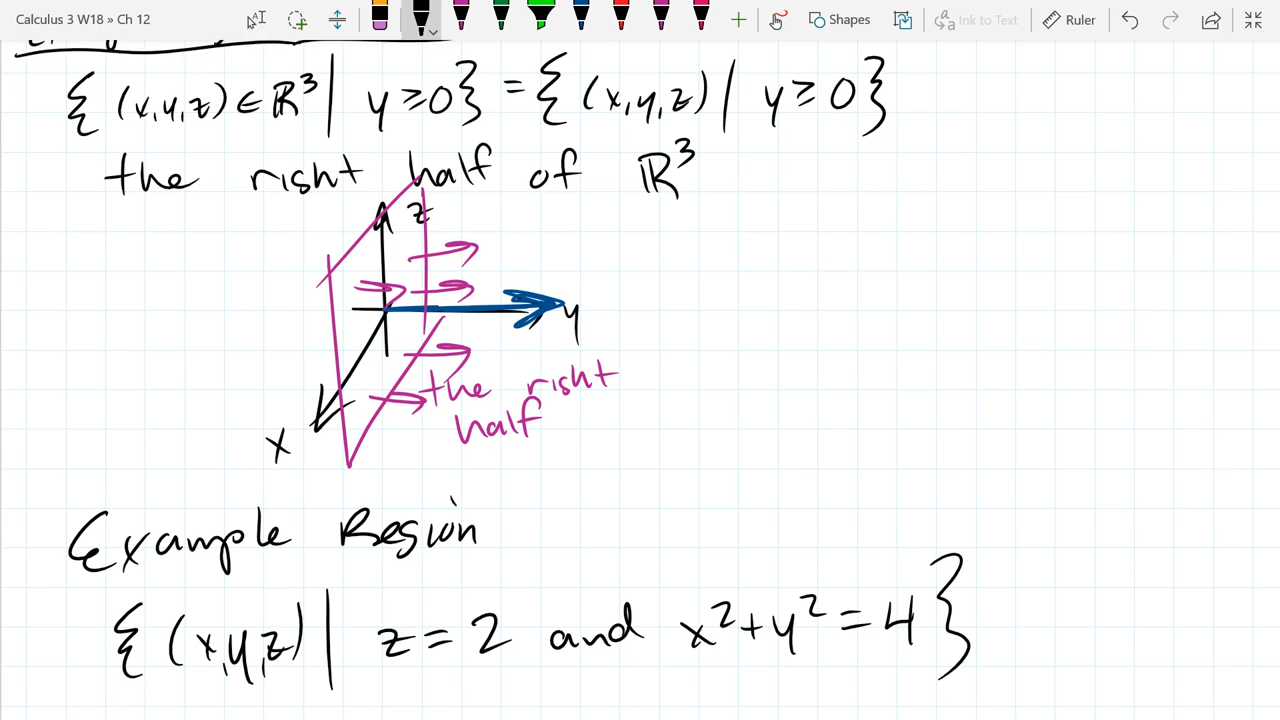 Calculus 3 W18 » Ch 12
Shapes
Ink to Text
Ruler
{(x,y,z) ∈ ℝ³ | y ≥ 0} = {(x,y,z) | y ≥ 0}
the right half of ℝ³
z
y
the right
half
x
Example Region
{(x,y,z) | z = 2 and x² + y² = 4}